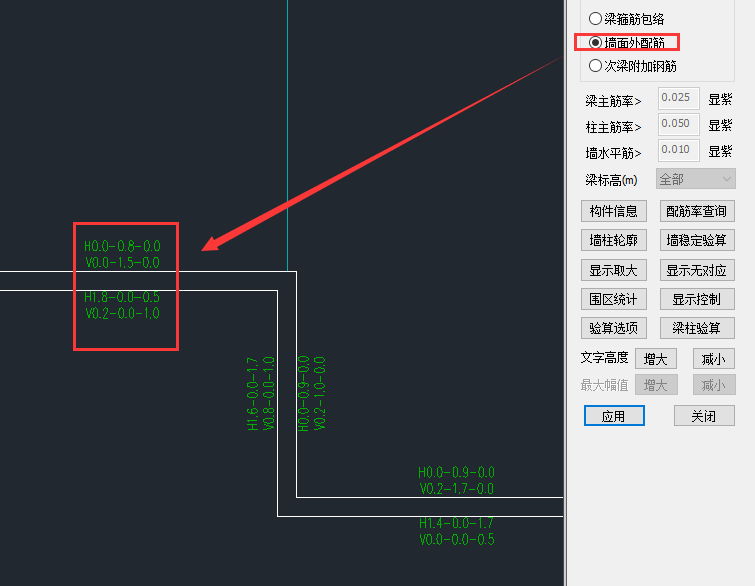 梁箍筋包络
墙面外配筋
次梁附加钢筋
梁主筋率> 0.025 显紫
柱主筋率> 0.050 显紫
墙水平筋> 0.010 显紫
梁标高(m) 全部
构件信息 配筋率查询
墙柱轮廓 墙稳定验算
显示取大 显示无对应
围区统计 显示控制
验算选项 梁柱验算
文字高度 增大 减小
最大幅值 增大 减小
应用 关闭
H0.0-0.8-0.0
V0.0-1.5-0.0
H1.8-0.0-0.5
V0.2-0.0-1.0
H1.6-0.0-1.7
V0.8-0.0-1.0
H0.0-0.9-0.0
V0.2-1.0-0.0
H0.0-0.9-0.0
V0.2-1.7-0.0
H1.4-0.0-1.7
V0.0-0.0-0.5